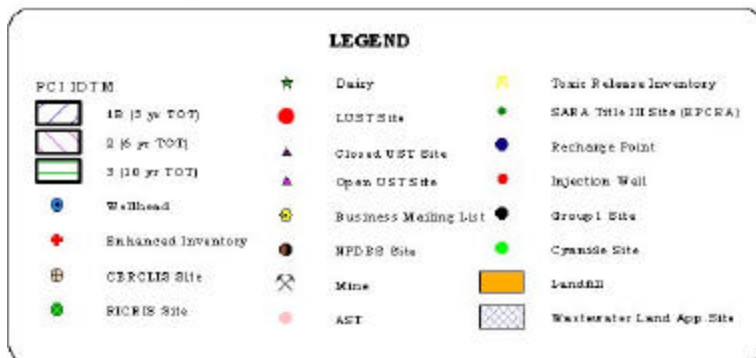 LEGEND
PCI IDTM
1B (3 yr TOT)
2 (6 yr TOT)
3 (10 yr TOT)
Wellhead
Enhanced Inventory
CERCLIS Site
RICRIS Site
Dairy
LUST Site
Closed UST Site
Open UST Site
Business Mailing List
NPDES Site
Mine
AST
Toxic Release Inventory
SARA Title III Site (EPCRA)
Recharge Point
Injection Well
Group1 Site
Cyanide Site
Landfill
Wastewater Land App. Site